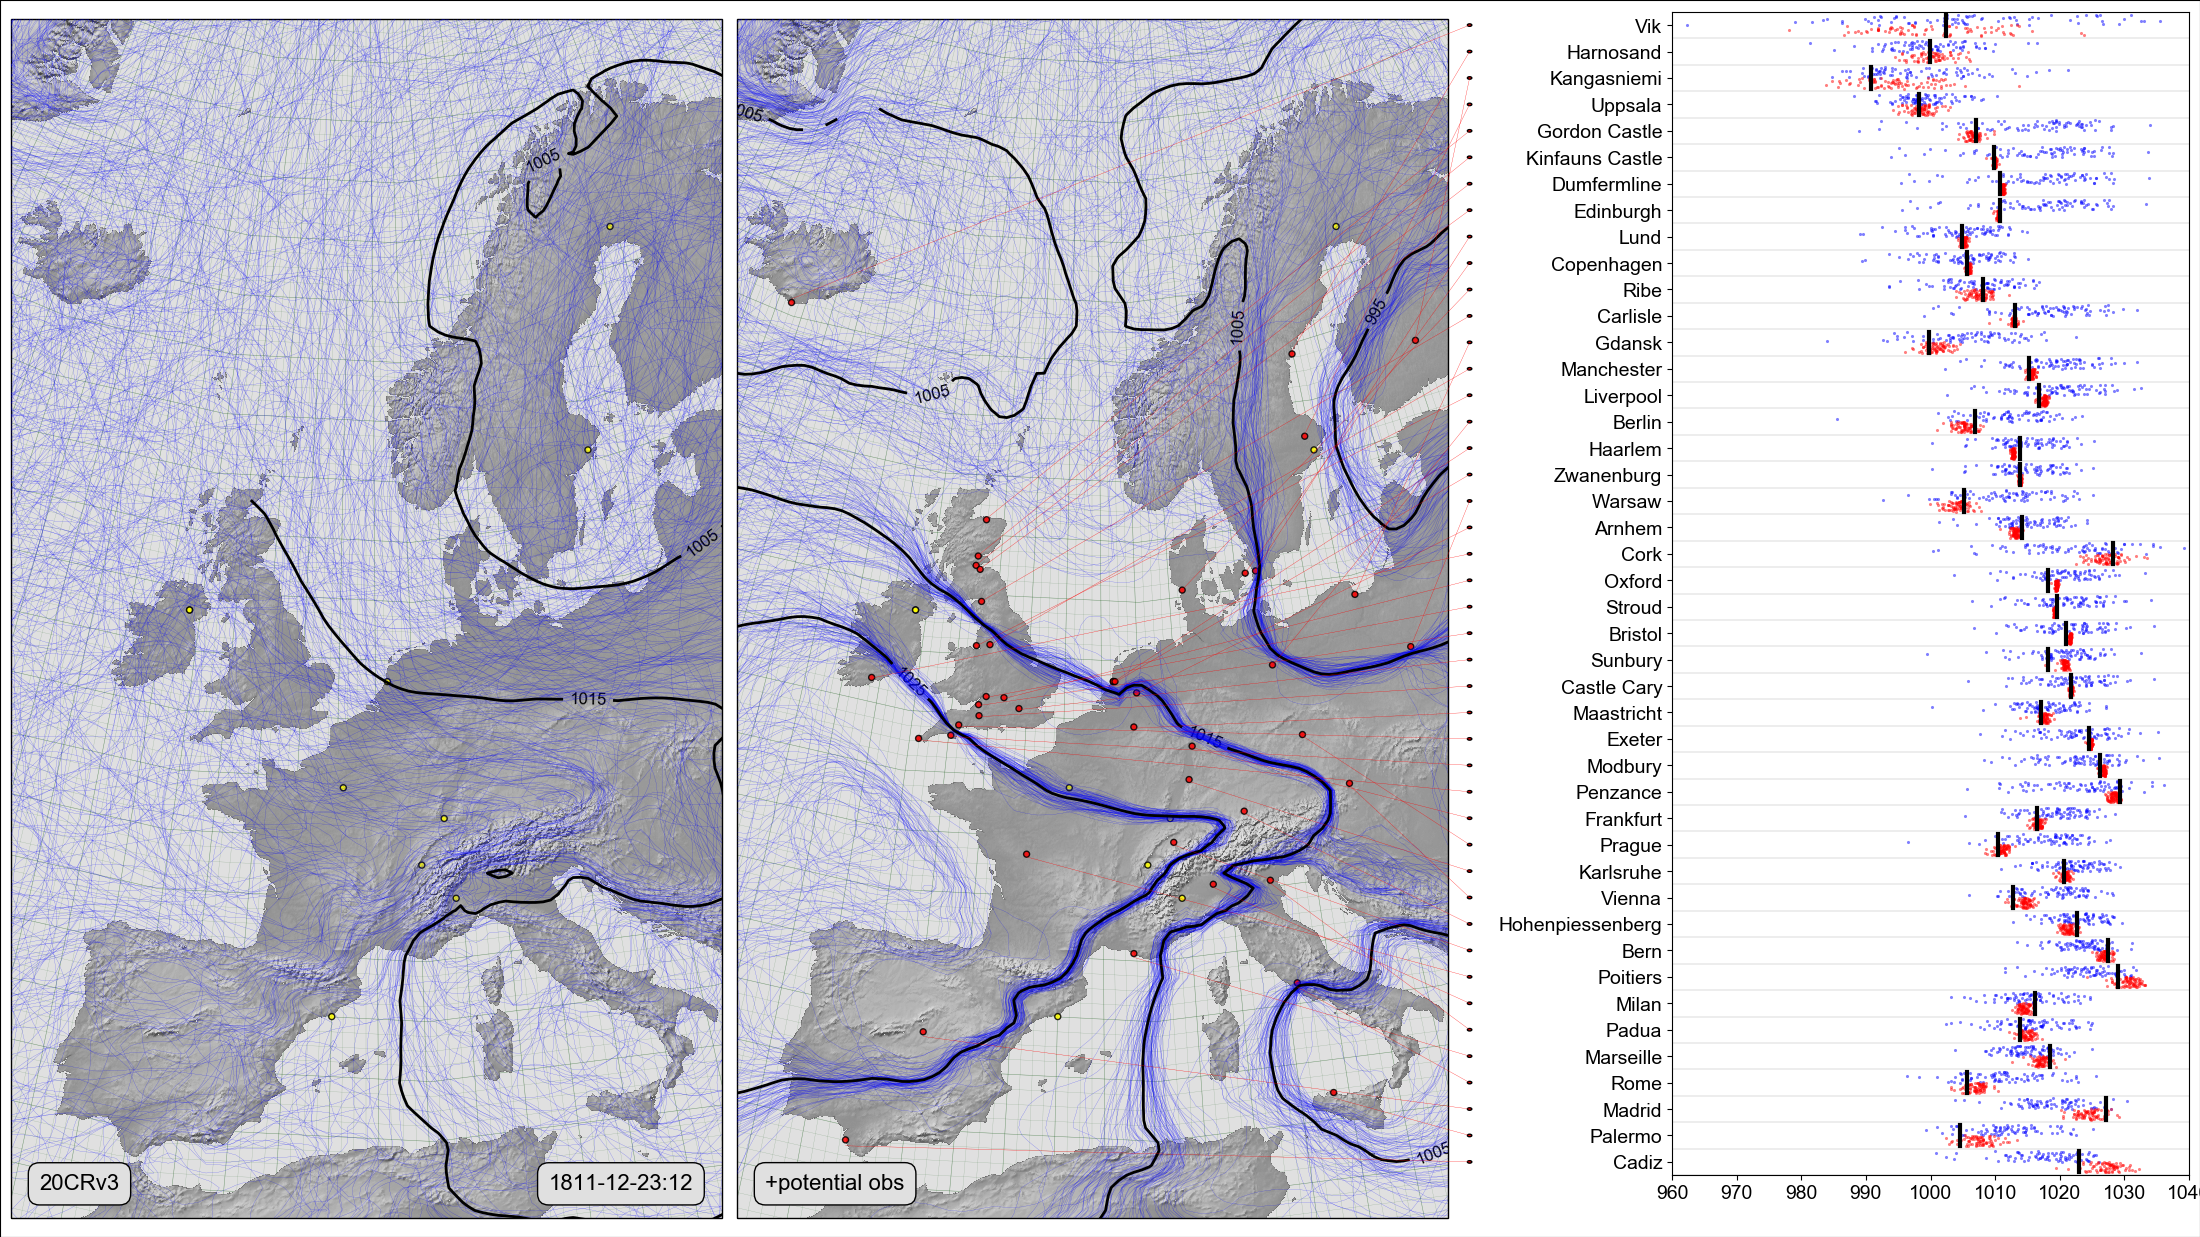 1005
1005
1015
20CRv3
1811-12-23:12
005
1005
1005
995
1025
1015
1005
+potential obs
Vik
Harnosand
Kangasniemi
Uppsala
Gordon Castle
Kinfauns Castle
Dumfermline
Edinburgh
Lund
Copenhagen
Ribe
Carlisle
Gdansk
Manchester
Liverpool
Berlin
Haarlem
Zwanenburg
Warsaw
Arnhem
Cork
Oxford
Stroud
Bristol
Sunbury
Castle Cary
Maastricht
Exeter
Modbury
Penzance
Frankfurt
Prague
Karlsruhe
Vienna
Hohenpiessenberg
Bern
Poitiers
Milan
Padua
Marseille
Rome
Madrid
Palermo
Cadiz
960 970 980 990 1000 1010 1020 1030 1040